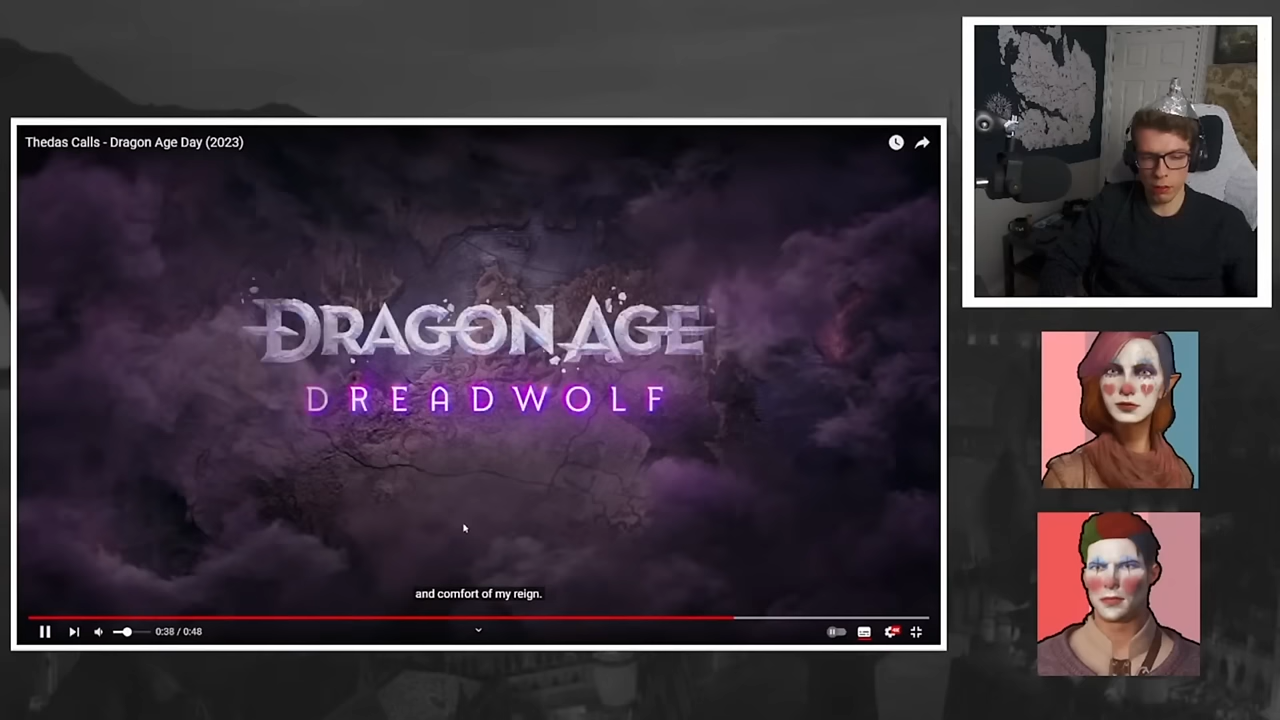 Thedas Calls - Dragon Age Day (2023)
DRAGON AGE
DREADWOLF
and comfort of my reign.
0:38 / 0:48